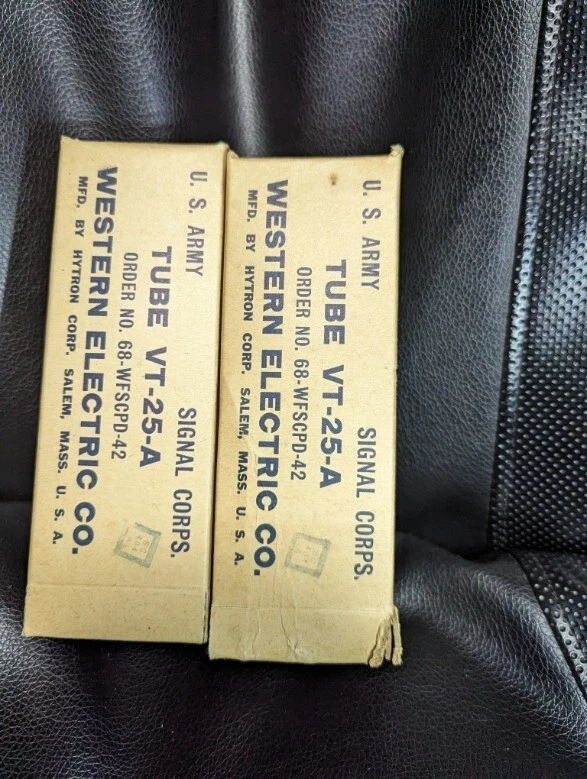 U. S. ARMY SIGNAL CORPS.
TUBE VT-25-A
ORDER NO. 68-WFSCPD-42
WESTERN ELECTRIC CO.
MFD. BY HYTRON CORP. SALEM, MASS. U. S. A.
U. S. ARMY SIGNAL CORPS.
TUBE VT-25-A
ORDER NO. 68-WFSCPD-42
WESTERN ELECTRIC CO.
MFD. BY HYTRON CORP. SALEM, MASS. U. S. A.